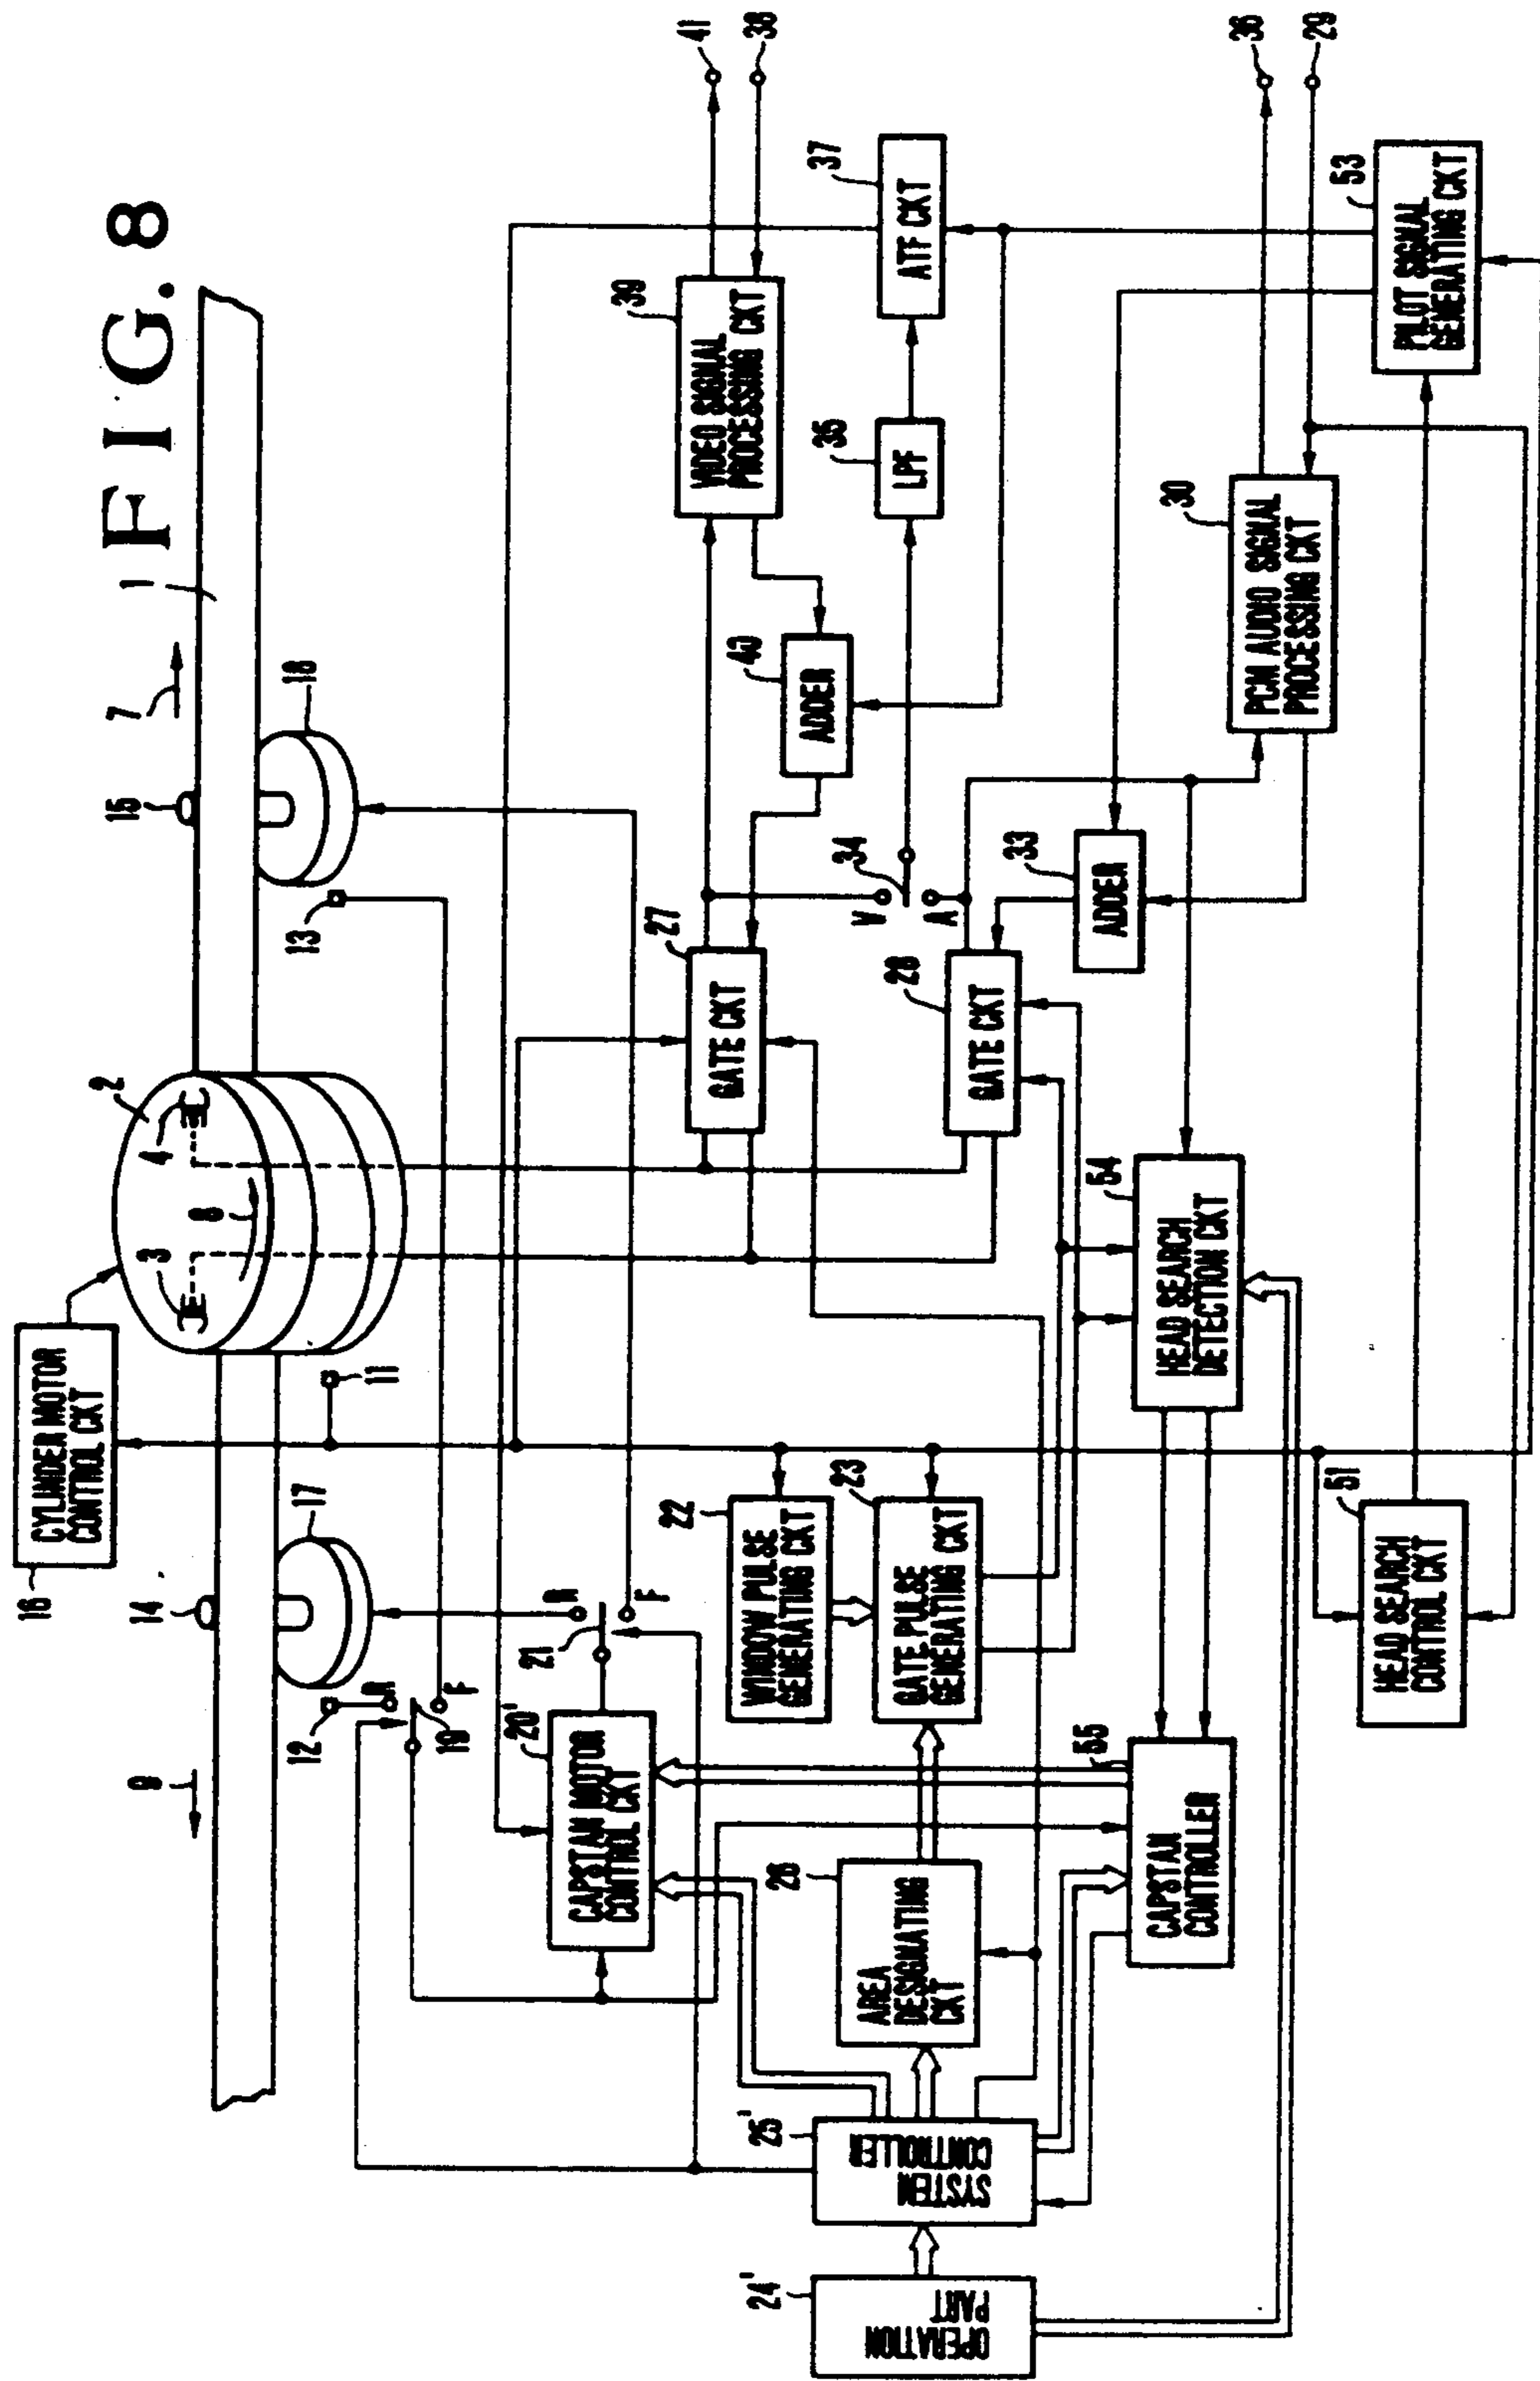 FIG. 8
16
CYLINDER MOTOR
CONTROL CKT
9
14
17
12
R
19
F
11
2
3
4
8
15
18
13
7
1
20'
CAPSTAN MOTOR
CONTROL CKT
21
R
F
22
WINDOW PULSE
GENERATING CKT
23
GATE PULSE
GENERATING CKT
24'
OPERATION
PART
25'
SYSTEM
CONTROLLER
26
AREA
DESIGNATING
CKT
27
GATE CKT
28
GATE CKT
V
34
A
33
ADDER
40
ADDER
39
VIDEO SIGNAL
PROCESSING CKT
41
38
35
LPF
37
ATF CKT
30
PCM AUDIO SIGNAL
PROCESSING CKT
36
29
53
PILOT SIGNAL
GENERATING CKT
54
HEAD SEARCH
DETECTION CKT
55
CAPSTAN
CONTROLLER
51
HEAD SEARCH
CONTROL CKT